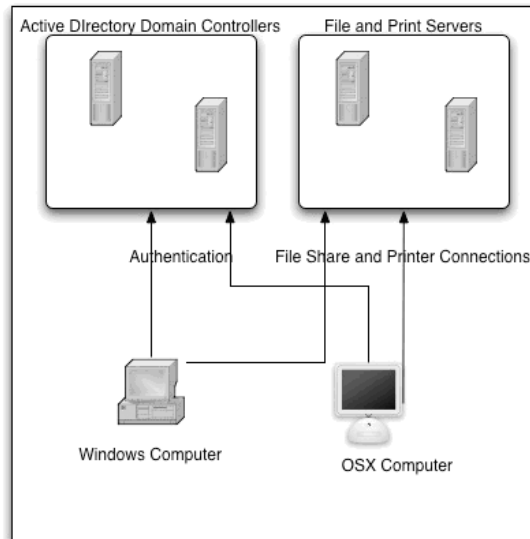 Active DIrectory Domain Controllers
File and Print Servers
Authentication
File Share and Printer Connections
Windows Computer
OSX Computer